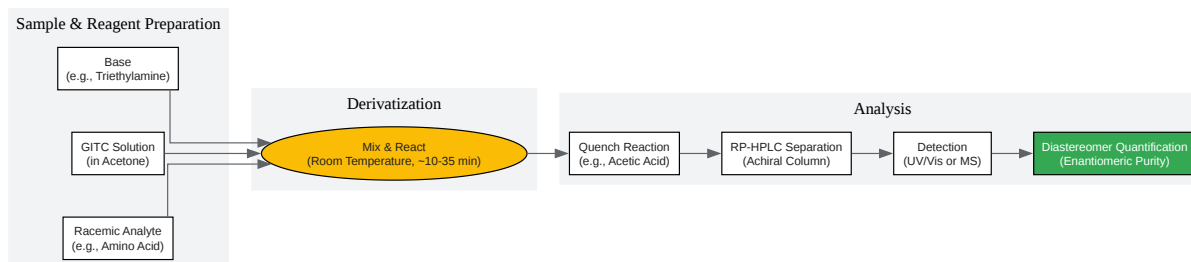 Sample & Reagent Preparation
Base
(e.g., Triethylamine)
GITC Solution
(in Acetone)
Racemic Analyte
(e.g., Amino Acid)
Derivatization
Mix & React
(Room Temperature, ~10-35 min)
Analysis
Quench Reaction
(e.g., Acetic Acid)
RP-HPLC Separation
(Achiral Column)
Detection
(UV/Vis or MS)
Diastereomer Quantification
(Enantiomeric Purity)